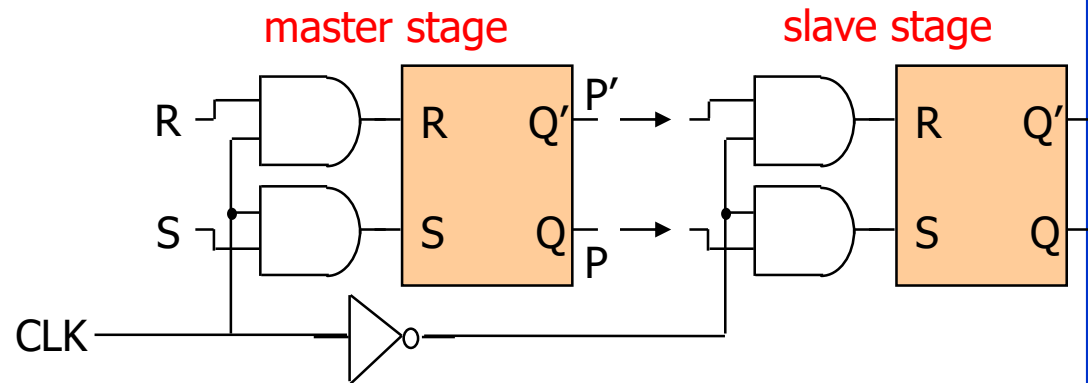 master stage slave stage
R R Q’ P’ R Q’
S S Q P S Q
CLK